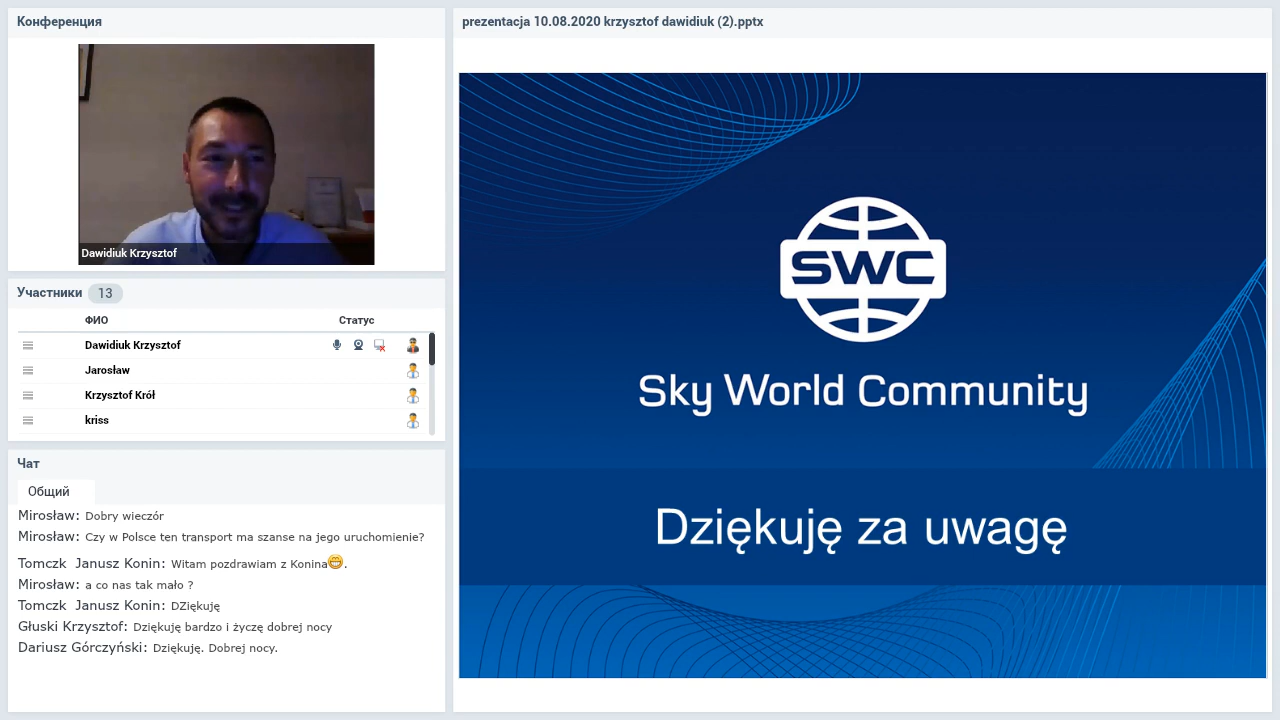 Конференция
Dawidiuk Krzysztof
Участники 13
ФИО Статус
Dawidiuk Krzysztof
Jarosław
Krzysztof Król
kriss
Чат
Общий
Mirosław: Dobry wieczór
Mirosław: Czy w Polsce ten transport ma szanse na jego uruchomienie?
Tomczk Janusz Konin: Witam pozdrawiam z Konina😁.
Mirosław: a co nas tak mało ?
Tomczk Janusz Konin: DZiękuję
Głuski Krzysztof: Dziękuję bardzo i życzę dobrej nocy
Dariusz Górczyński: Dziękuję. Dobrej nocy.
prezentacja 10.08.2020 krzysztof dawidiuk (2).pptx
SWC
Sky World Community
Dziękuję za uwagę